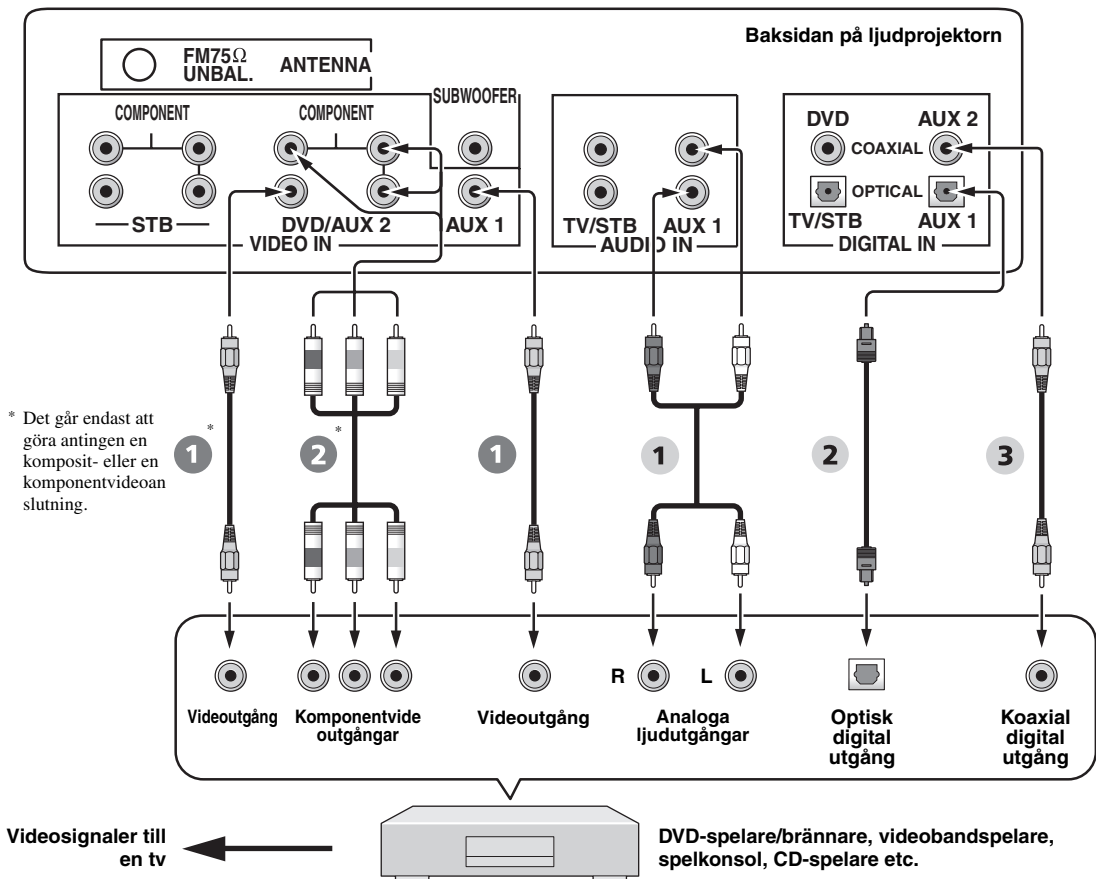 Baksidan på ljudprojektorn
FM75Ω
UNBAL.
ANTENNA
SUBWOOFER
COMPONENT
COMPONENT
STB
DVD/AUX 2
AUX 1
VIDEO IN
TV/STB
AUX 1
AUDIO IN
DVD
AUX 2
COAXIAL
OPTICAL
TV/STB
AUX 1
DIGITAL IN
* Det går endast att
göra antingen en
komposit- eller en
komponentvideoan
slutning.
1*
2*
1
1
2
3
R
L
Videoutgång
Komponentvide
outgångar
Videoutgång
Analoga
ljudutgångar
Optisk
digital
utgång
Koaxial
digital
utgång
Videosignaler till
en tv
DVD-spelare/brännare, videobandspelare,
spelkonsol, CD-spelare etc.